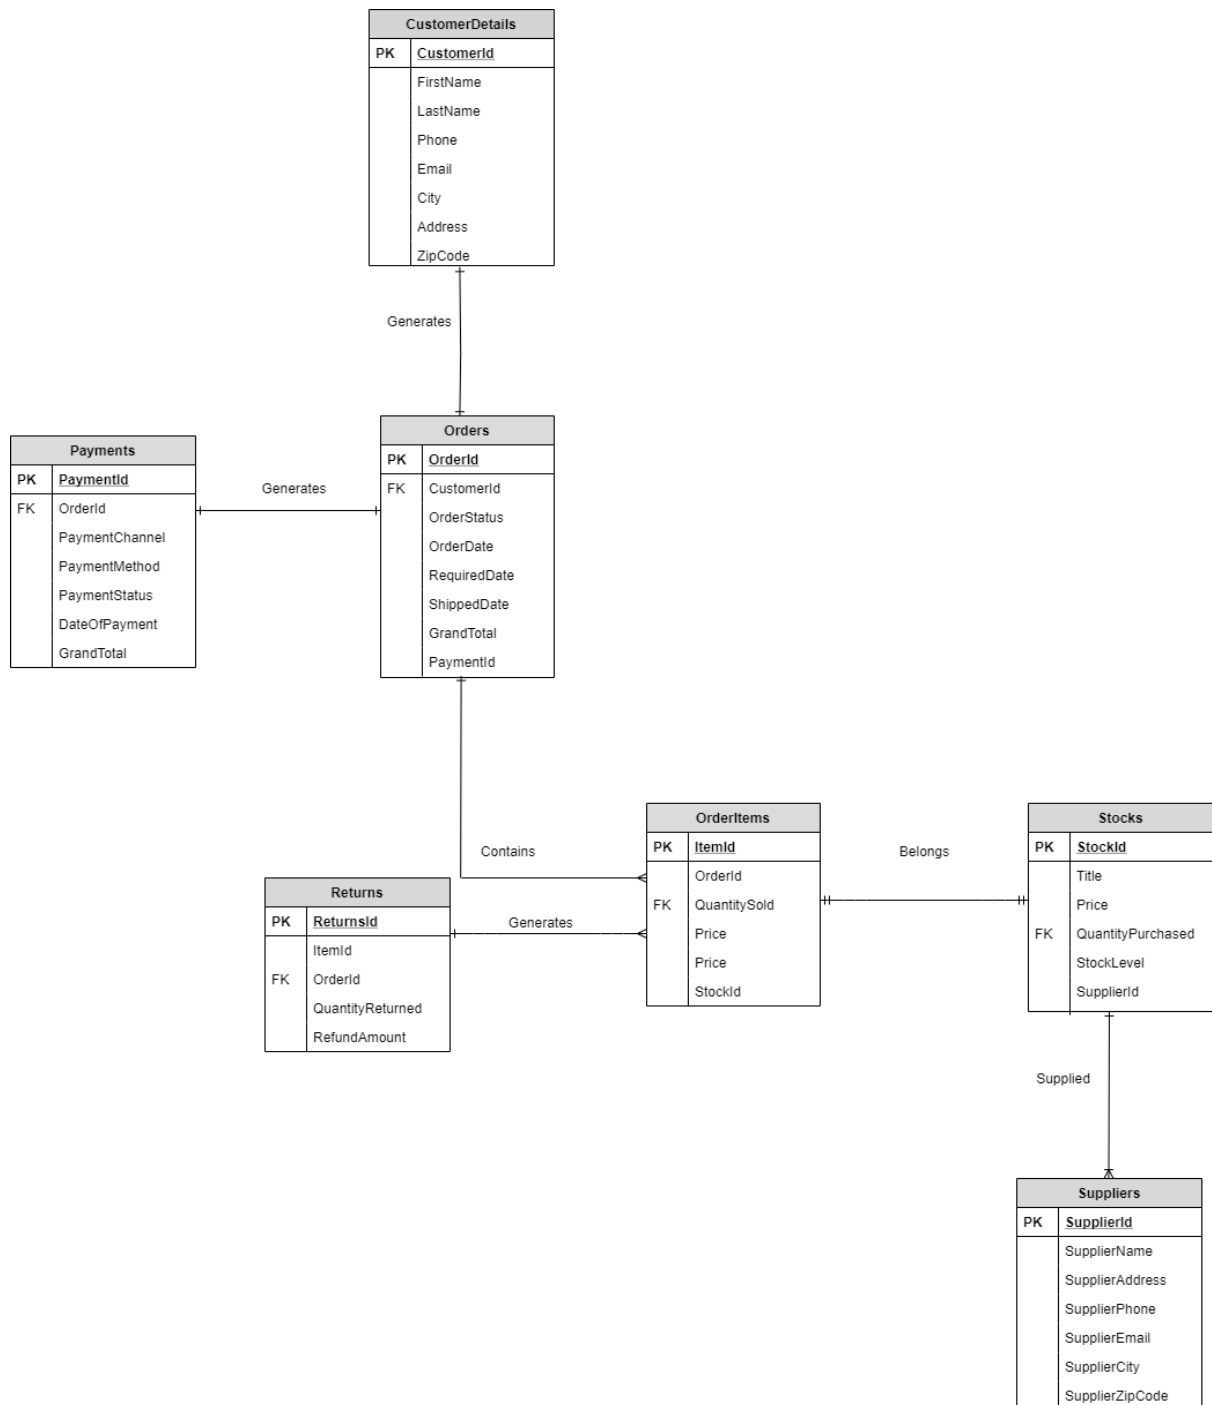 CustomerDetails
PK CustomerId
FirstName
LastName
Phone
Email
City
Address
ZipCode
Generates
Orders
PK OrderId
FK CustomerId
OrderStatus
OrderDate
RequiredDate
ShippedDate
GrandTotal
PaymentId
Payments
PK PaymentId
FK OrderId
PaymentChannel
PaymentMethod
PaymentStatus
DateOfPayment
GrandTotal
Generates
Contains
OrderItems
PK ItemId
OrderId
FK QuantitySold
Price
Price
StockId
Belongs
Stocks
PK StockId
Title
Price
FK QuantityPurchased
StockLevel
SupplierId
Returns
PK ReturnsId
ItemId
FK OrderId
QuantityReturned
RefundAmount
Generates
Supplied
Suppliers
PK SupplierId
SupplierName
SupplierAddress
SupplierPhone
SupplierEmail
SupplierCity
SupplierZipCode